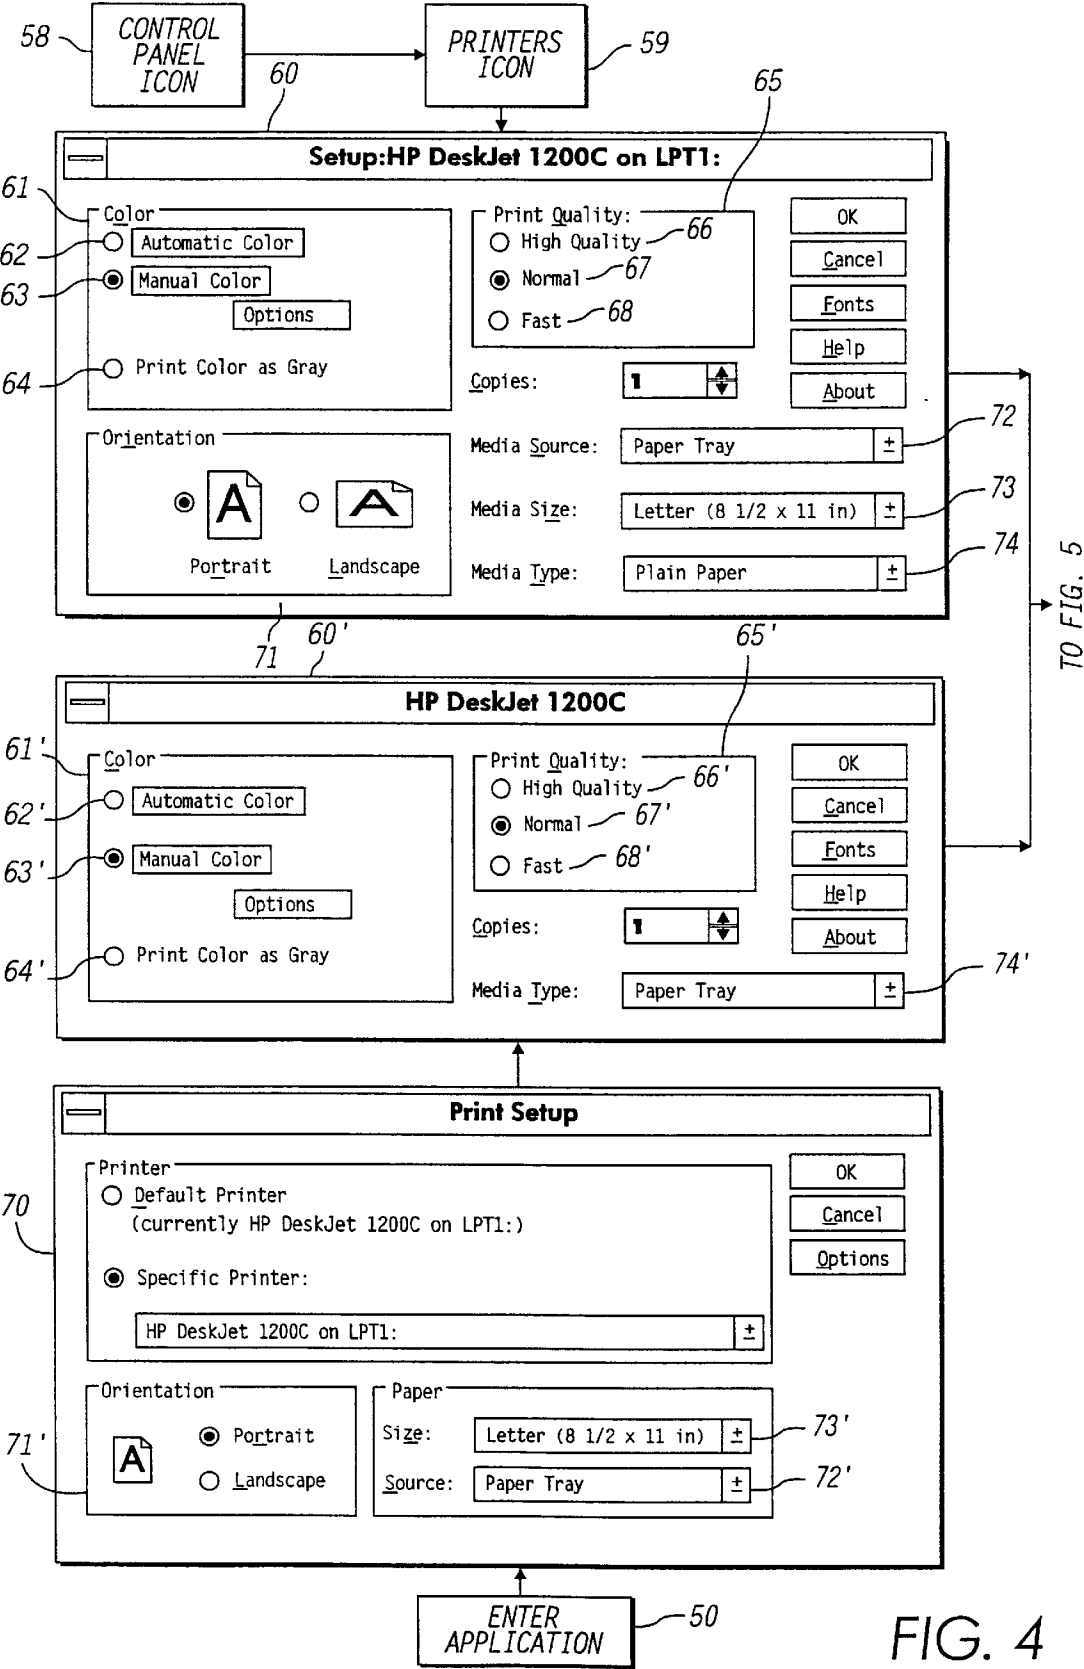 58
CONTROL
PANEL
ICON
PRINTERS
ICON
59
60
65
Setup:HP DeskJet 1200C on LPT1:
61
Color
62
Automatic Color
63
Manual Color
Options
64
Print Color as Gray
Print Quality:
High Quality
66
Normal
67
Fast
68
OK
Cancel
Fonts
Help
About
Copies:
1
Orientation
A
A
Portrait
Landscape
71
Media Source:
Paper Tray
±
72
Media Size:
Letter (8 1/2 x 11 in)
±
73
Media Type:
Plain Paper
±
74
TO FIG. 5
60'
65'
HP DeskJet 1200C
61'
Color
62'
Automatic Color
63'
Manual Color
Options
64'
Print Color as Gray
Print Quality:
High Quality
66'
Normal
67'
Fast
68'
OK
Cancel
Fonts
Help
About
Copies:
1
Media Type:
Paper Tray
±
74'
Print Setup
70
Printer
Default Printer
(currently HP DeskJet 1200C on LPT1:)
Specific Printer:
HP DeskJet 1200C on LPT1:
±
OK
Cancel
Options
Orientation
71'
A
Portrait
Landscape
Paper
Size:
Letter (8 1/2 x 11 in)
±
73'
Source:
Paper Tray
±
72'
ENTER
APPLICATION
50
FIG. 4